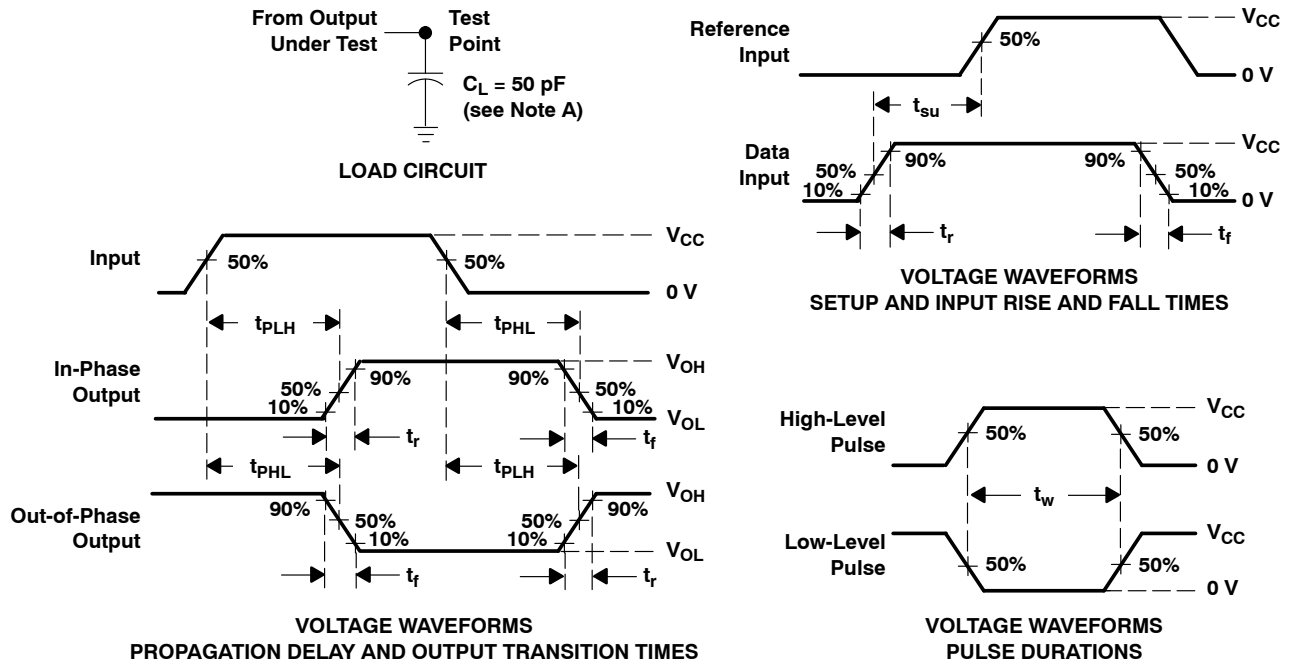 From Output
Under Test
Test
Point
C_L = 50 pF
(see Note A)
LOAD CIRCUIT
Input
50%
50%
V_CC
0 V
t_PLH
t_PHL
In-Phase
Output
50%
10%
90%
90%
50%
10%
V_OH
V_OL
t_r
t_f
t_PHL
t_PLH
Out-of-Phase
Output
90%
50%
10%
50%
10%
90%
V_OH
V_OL
t_f
t_r
VOLTAGE WAVEFORMS
PROPAGATION DELAY AND OUTPUT TRANSITION TIMES
Reference
Input
50%
V_CC
0 V
t_su
Data
Input
50%
10%
90%
90%
50%
10%
V_CC
0 V
t_r
t_f
VOLTAGE WAVEFORMS
SETUP AND INPUT RISE AND FALL TIMES
High-Level
Pulse
50%
50%
V_CC
0 V
t_w
Low-Level
Pulse
50%
50%
V_CC
0 V
VOLTAGE WAVEFORMS
PULSE DURATIONS